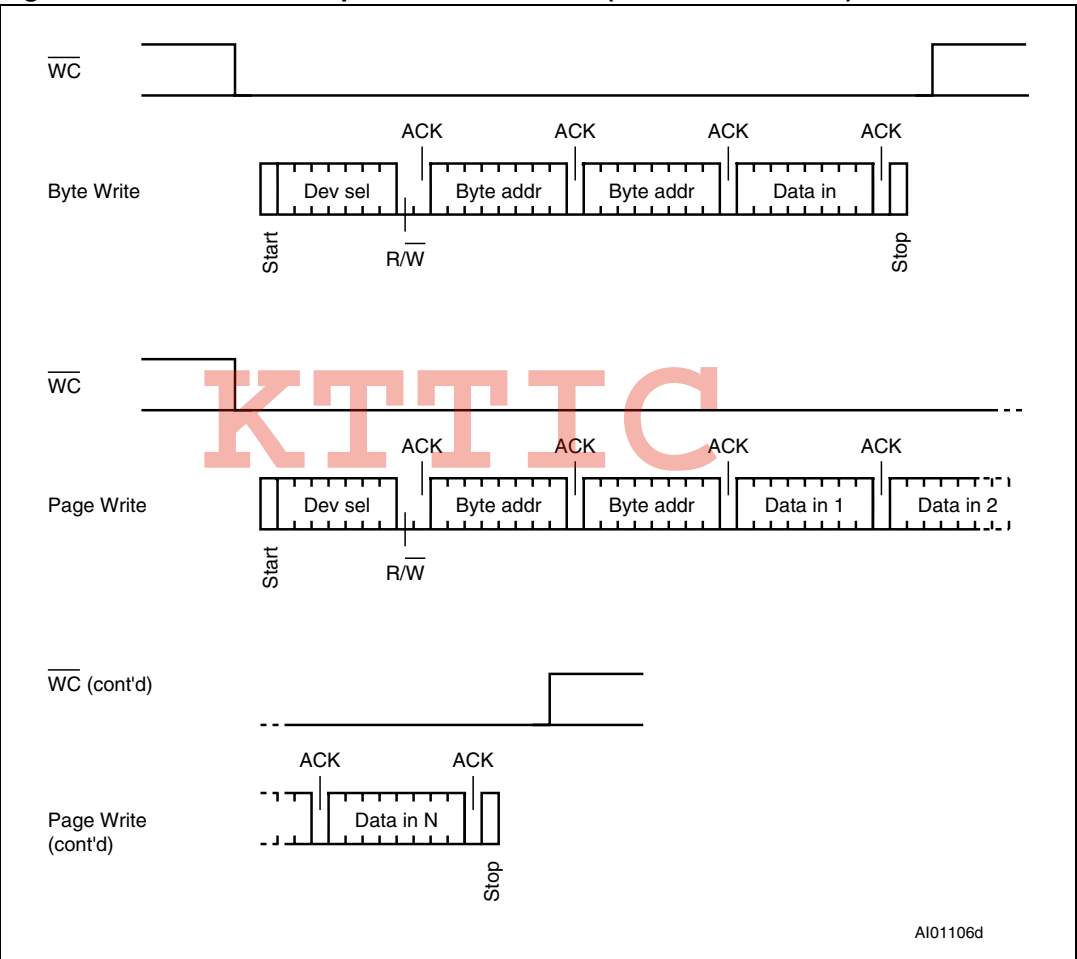 WC
ACK ACK ACK ACK
Byte Write Dev sel Byte addr Byte addr Data in
Start R/W Stop
WC
KTTIC
ACK ACK ACK ACK
Page Write Dev sel Byte addr Byte addr Data in 1 Data in 2
Start R/W
WC (cont'd)
ACK ACK
Page Write
(cont'd)
Data in N
Stop
AI01106d